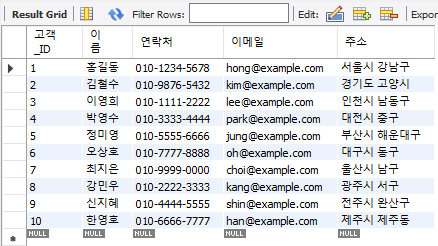 Result Grid Filter Rows: Edit: Expor
고객 이
_ID 름 연락처 이메일 주소
1 홍길동 010-1234-5678 hong@example.com 서울시 강남구
2 김철수 010-9876-5432 kim@example.com 경기도 고양시
3 이영희 010-1111-2222 lee@example.com 인천시 남동구
4 박영수 010-3333-4444 park@example.com 대전시 중구
5 정미영 010-5555-6666 jung@example.com 부산시 해운대구
6 오상호 010-7777-8888 oh@example.com 대구시 동구
7 최지은 010-9999-0000 choi@example.com 울산시 남구
8 강민우 010-2222-3333 kang@example.com 광주시 서구
9 신지혜 010-4444-5555 shin@example.com 전주시 완산구
10 한영호 010-6666-7777 han@example.com 제주시 제주동
NULL NULL NULL NULL NULL